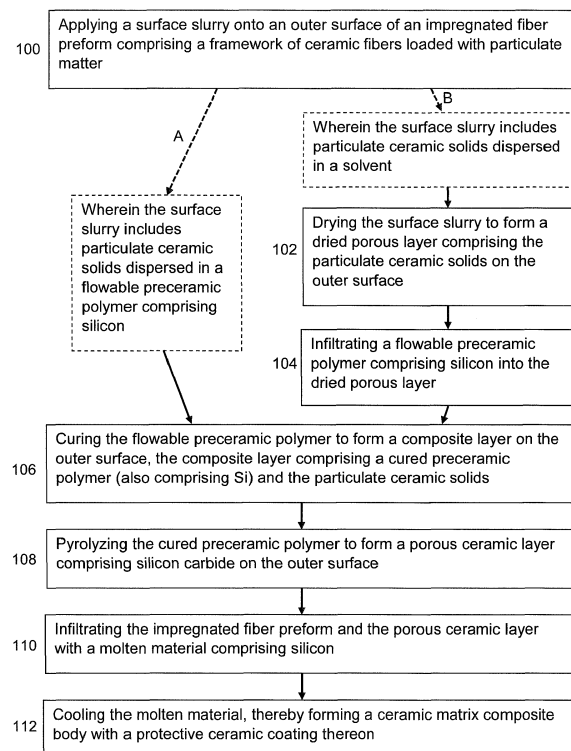 100
Applying a surface slurry onto an outer surface of an impregnated fiber
preform comprising a framework of ceramic fibers loaded with particulate
matter
A
B
Wherein the surface
slurry includes
particulate ceramic
solids dispersed in a
flowable preceramic
polymer comprising
silicon
Wherein the surface slurry includes
particulate ceramic solids dispersed
in a solvent
102
Drying the surface slurry to form a
dried porous layer comprising the
particulate ceramic solids on the
outer surface
104
Infiltrating a flowable preceramic
polymer comprising silicon into the
dried porous layer
106
Curing the flowable preceramic polymer to form a composite layer on the
outer surface, the composite layer comprising a cured preceramic
polymer (also comprising Si) and the particulate ceramic solids
108
Pyrolyzing the cured preceramic polymer to form a porous ceramic layer
comprising silicon carbide on the outer surface
110
Infiltrating the impregnated fiber preform and the porous ceramic layer
with a molten material comprising silicon
112
Cooling the molten material, thereby forming a ceramic matrix composite
body with a protective ceramic coating thereon